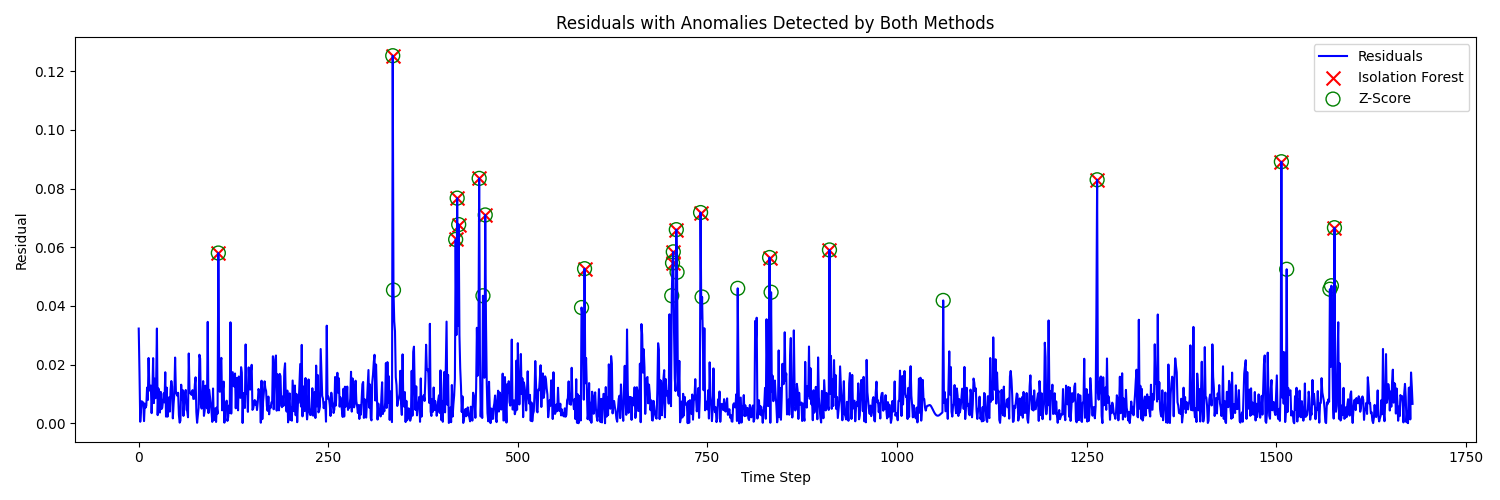 Residuals with Anomalies Detected by Both Methods
Residuals
Isolation Forest
Z-Score
Residual
0.12
0.10
0.08
0.06
0.04
0.02
0.00
0 250 500 750 1000 1250 1500 1750
Time Step